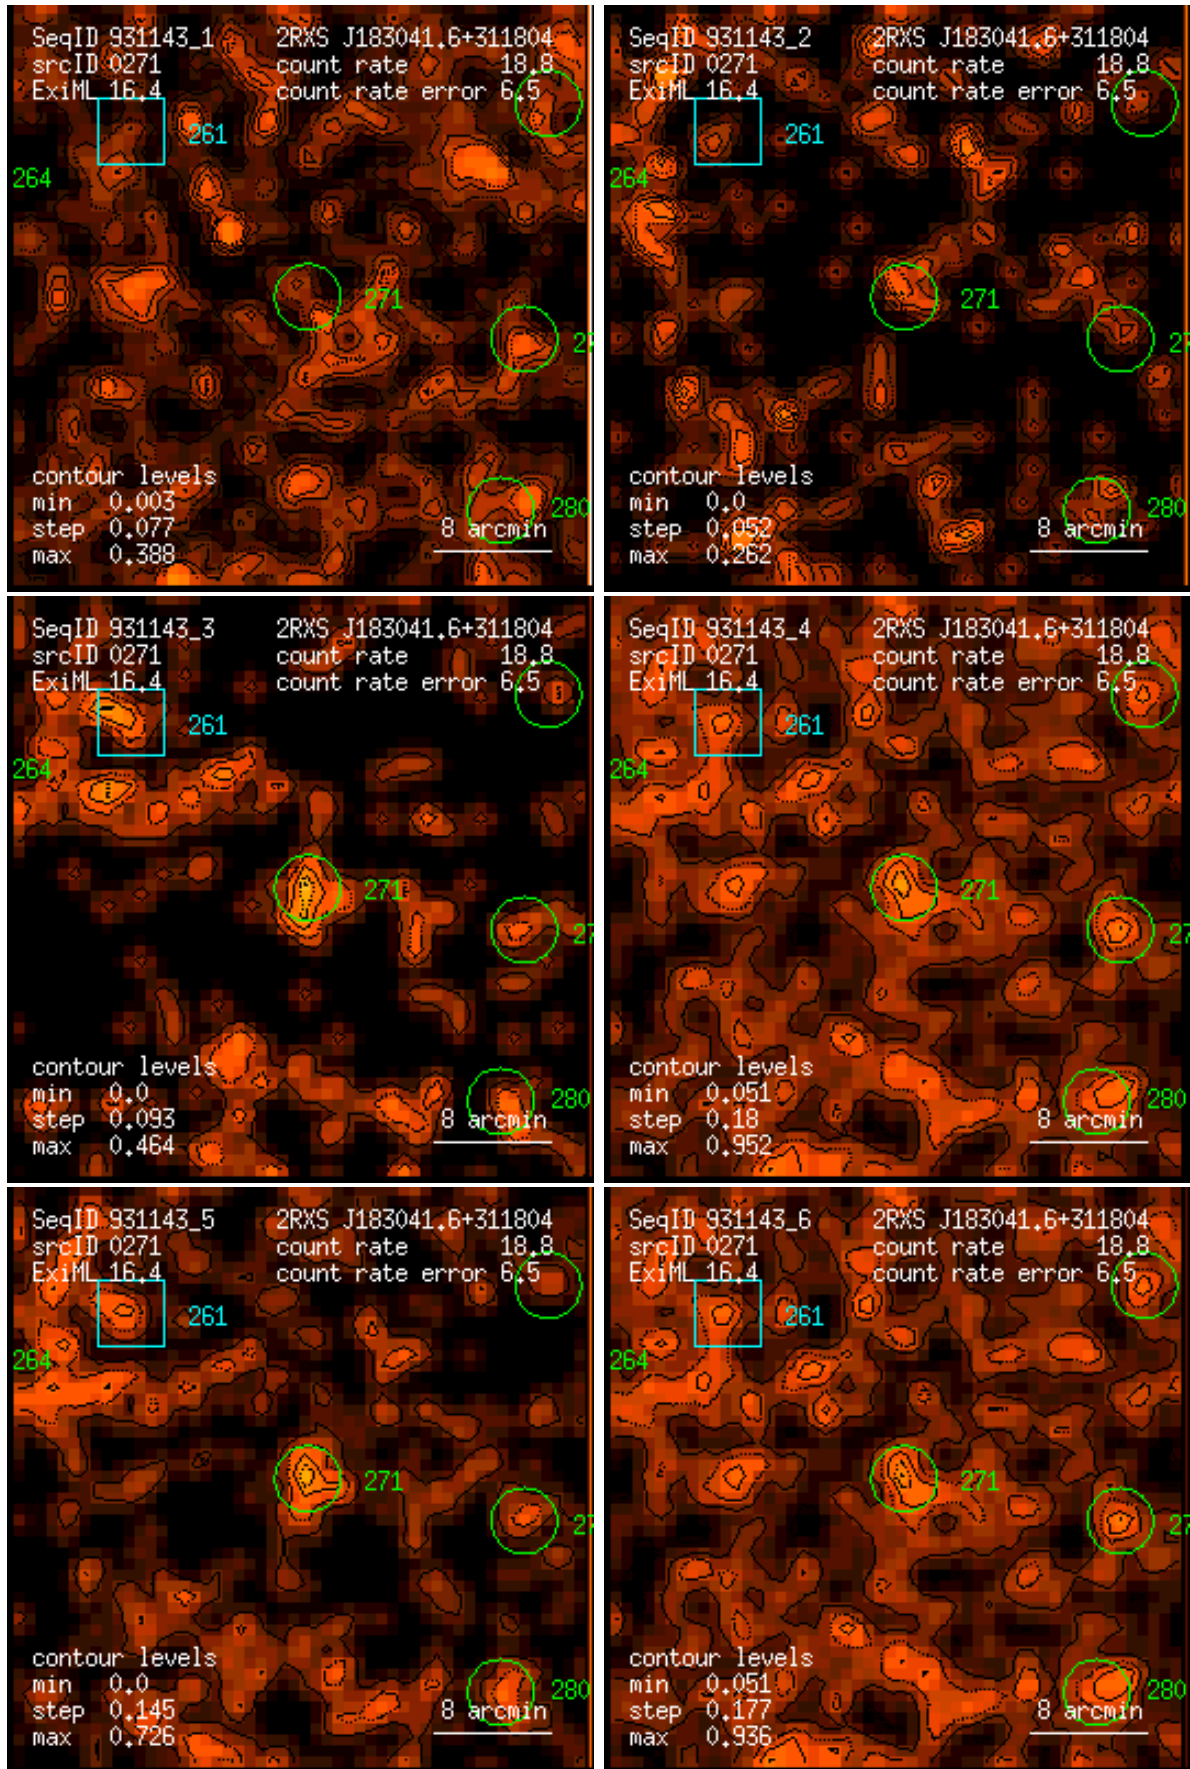 SeqID 931143_1 2RXS J183041.6+311804
srcID 0271 count rate 18.8
ExiML 16.4 count rate error 6.5
261
264
271
27
contour levels
min 0.003
280
step 0.077 8 arcmin
max 0.388
SeqID 931143_2 2RXS J183041.6+311804
srcID 0271 count rate 18.8
ExiML 16.4 count rate error 6.5
261
264
271
27
contour levels
min 0.0
280
step 0.052 8 arcmin
max 0.262
SeqID 931143_3 2RXS J183041.6+311804
srcID 0271 count rate 18.8
ExiML 16.4 count rate error 6.5
261
264
271
27
contour levels
min 0.0
280
step 0.093 8 arcmin
max 0.464
SeqID 931143_4 2RXS J183041.6+311804
srcID 0271 count rate 18.8
ExiML 16.4 count rate error 6.5
261
264
271
27
contour levels
min 0.051
280
step 0.18 8 arcmin
max 0.952
SeqID 931143_5 2RXS J183041.6+311804
srcID 0271 count rate 18.8
ExiML 16.4 count rate error 6.5
261
264
271
27
contour levels
min 0.0
280
step 0.145 8 arcmin
max 0.726
SeqID 931143_6 2RXS J183041.6+311804
srcID 0271 count rate 18.8
ExiML 16.4 count rate error 6.5
261
264
271
27
contour levels
min 0.051
280
step 0.177 8 arcmin
max 0.936